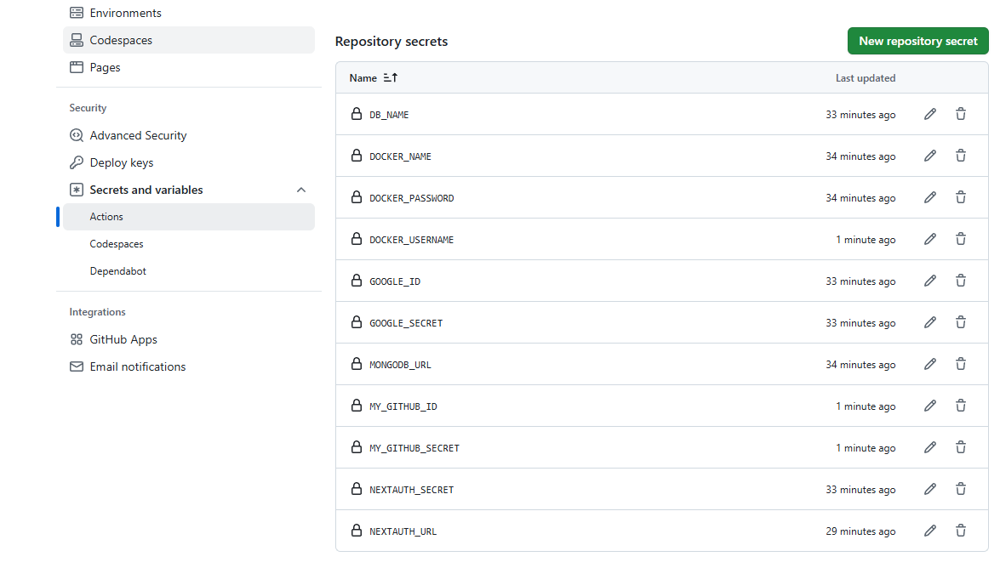 Environments
Codespaces
Pages
Security
Advanced Security
Deploy keys
Secrets and variables
Actions
Codespaces
Dependabot
Integrations
GitHub Apps
Email notifications
Repository secrets
New repository secret
Name Last updated
DB_NAME 33 minutes ago
DOCKER_NAME 34 minutes ago
DOCKER_PASSWORD 34 minutes ago
DOCKER_USERNAME 1 minute ago
GOOGLE_ID 33 minutes ago
GOOGLE_SECRET 33 minutes ago
MONGODB_URL 34 minutes ago
MY_GITHUB_ID 1 minute ago
MY_GITHUB_SECRET 1 minute ago
NEXTAUTH_SECRET 33 minutes ago
NEXTAUTH_URL 29 minutes ago